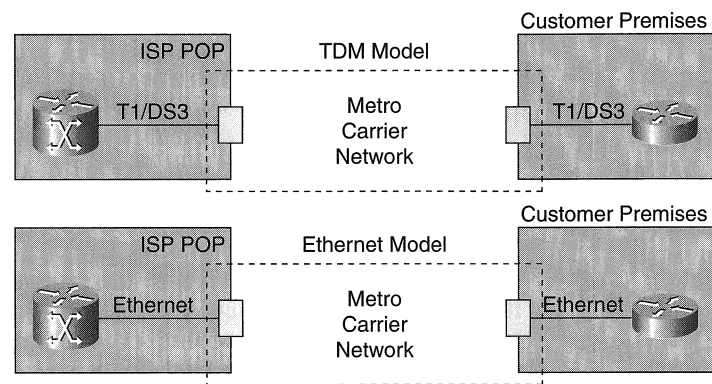 Customer Premises
ISP POP
TDM Model
T1/DS3
Metro
Carrier
Network
T1/DS3
Customer Premises
ISP POP
Ethernet Model
Ethernet
Metro
Carrier
Network
Ethernet